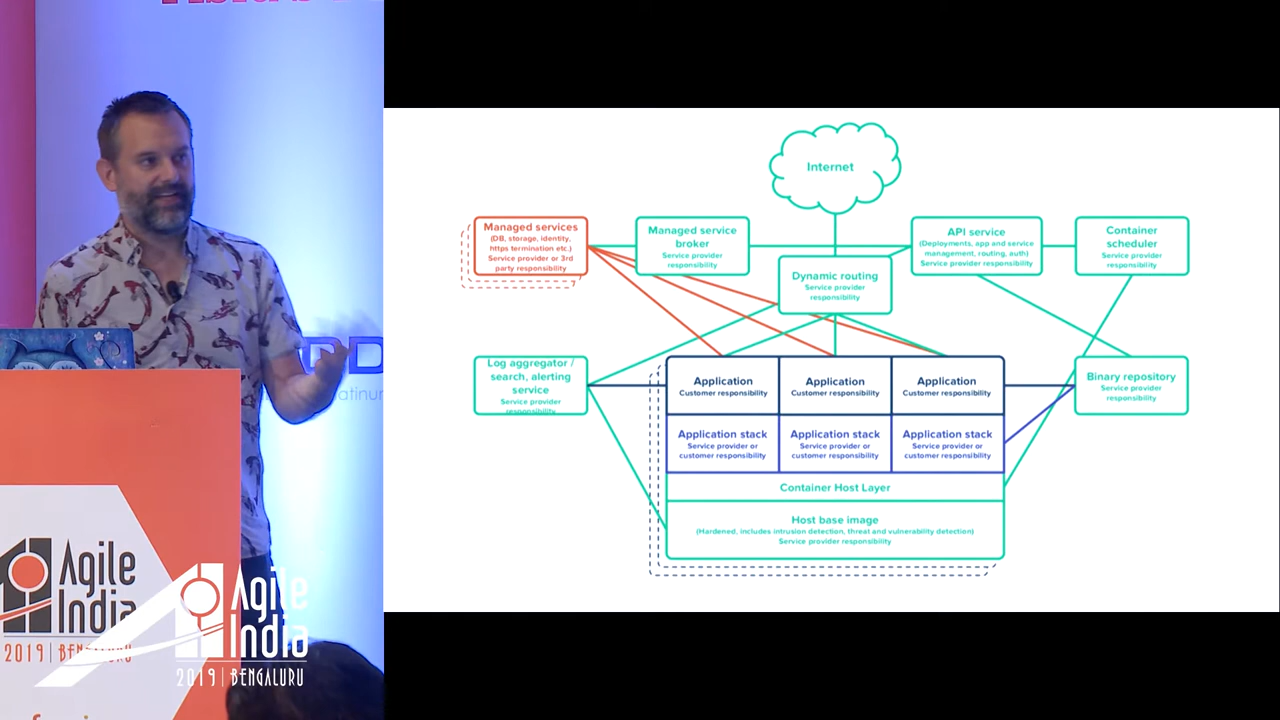 Internet
Managed services
(DB, storage, identity,
https termination etc.)
Service provider or 3rd
party responsibility
Managed service
broker
Service provider
responsibility
API service
(Deployments, app and service
management, routing, auth)
Service provider responsibility
Container
scheduler
Service provider
responsibility
Dynamic routing
Service provider
responsibility
Log aggregator /
search, alerting
service
Service provider
responsibility
Application
Customer responsibility
Application
Customer responsibility
Application
Customer responsibility
Binary repository
Service provider
responsibility
Application stack
Service provider or
customer responsibility
Application stack
Service provider or
customer responsibility
Application stack
Service provider or
customer responsibility
Container Host Layer
Host base image
(Hardened, includes intrusion detection, threat and vulnerability detection)
Service provider responsibility
Agile
India
2019 | BENGALURU
Agile
India
2019 | BENGALURU